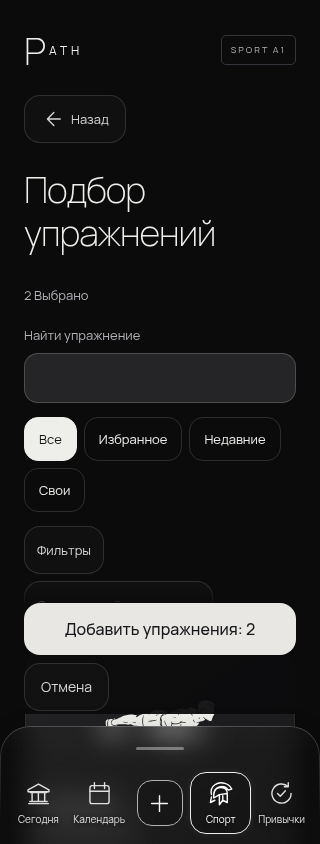 PATH
SPORT A1
Назад
Подбор
упражнений
2 Выбрано
Найти упражнение
Все
Избранное
Недавние
Свои
Фильтры
Добавить упражнения: 2
Отмена
Сегодня
Календарь
Спорт
Привычки